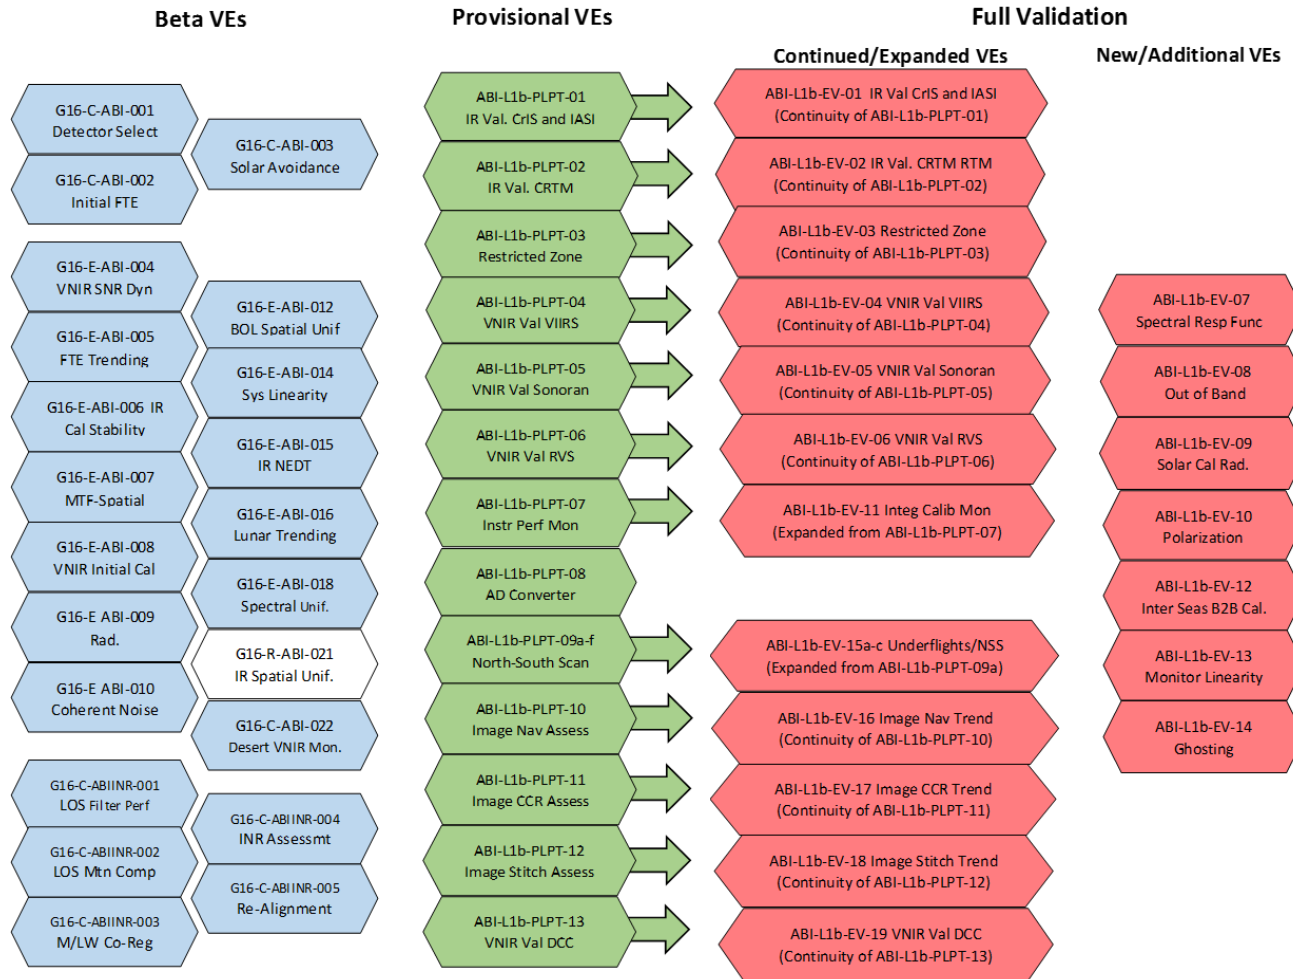 Beta VEs
Provisional VEs
Full Validation
Continued/Expanded VEs
New/Additional VEs
G16-C-ABI-001
Detector Select
G16-C-ABI-002
Initial FTE
G16-C-ABI-003
Solar Avoidance
G16-E-ABI-004
VNIR SNR Dyn
G16-E-ABI-005
FTE Trending
G16-E-ABI-006 IR
Cal Stability
G16-E-ABI-007
MTF-Spatial
G16-E-ABI-008
VNIR Initial Cal
G16-E ABI-009
Rad.
G16-E ABI-010
Coherent Noise
G16-E-ABI-012
BOL Spatial Unif
G16-E-ABI-014
Sys Linearity
G16-E-ABI-015
IR NEDT
G16-E-ABI-016
Lunar Trending
G16-E-ABI-018
Spectral Unif.
G16-R-ABI-021
IR Spatial Unif.
G16-C-ABI-022
Desert VNIR Mon.
G16-C-ABIINR-001
LOS Filter Perf
G16-C-ABIINR-002
LOS Mtn Comp
G16-C-ABIINR-003
M/LW Co-Reg
G16-C-ABIINR-004
INR Assessmt
G16-C-ABIINR-005
Re-Alignment
ABI-L1b-PLPT-01
IR Val. CrIS and IASI
ABI-L1b-PLPT-02
IR Val. CRTM
ABI-L1b-PLPT-03
Restricted Zone
ABI-L1b-PLPT-04
VNIR Val VIIRS
ABI-L1b-PLPT-05
VNIR Val Sonoran
ABI-L1b-PLPT-06
VNIR Val RVS
ABI-L1b-PLPT-07
Instr Perf Mon
ABI-L1b-PLPT-08
AD Converter
ABI-L1b-PLPT-09a-f
North-South Scan
ABI-L1b-PLPT-10
Image Nav Assess
ABI-L1b-PLPT-11
Image CCR Assess
ABI-L1b-PLPT-12
Image Stitch Assess
ABI-L1b-PLPT-13
VNIR Val DCC
ABI-L1b-EV-01 IR Val CrIS and IASI
(Continuity of ABI-L1b-PLPT-01)
ABI-L1b-EV-02 IR Val. CRTM RTM
(Continuity of ABI-L1b-PLPT-02)
ABI-L1b-EV-03 Restricted Zone
(Continuity of ABI-L1b-PLPT-03)
ABI-L1b-EV-04 VNIR Val VIIRS
(Continuity of ABI-L1b-PLPT-04)
ABI-L1b-EV-05 VNIR Val Sonoran
(Continuity of ABI-L1b-PLPT-05)
ABI-L1b-EV-06 VNIR Val RVS
(Continuity of ABI-L1b-PLPT-06)
ABI-L1b-EV-11 Integ Calib Mon
(Expanded from ABI-L1b-PLPT-07)
ABI-L1b-EV-15a-c Underflights/NSS
(Expanded from ABI-L1b-PLPT-09a)
ABI-L1b-EV-16 Image Nav Trend
(Continuity of ABI-L1b-PLPT-10)
ABI-L1b-EV-17 Image CCR Trend
(Continuity of ABI-L1b-PLPT-11)
ABI-L1b-EV-18 Image Stitch Trend
(Continuity of ABI-L1b-PLPT-12)
ABI-L1b-EV-19 VNIR Val DCC
(Continuity of ABI-L1b-PLPT-13)
ABI-L1b-EV-07
Spectral Resp Func
ABI-L1b-EV-08
Out of Band
ABI-L1b-EV-09
Solar Cal Rad.
ABI-L1b-EV-10
Polarization
ABI-L1b-EV-12
Inter Seas B2B Cal.
ABI-L1b-EV-13
Monitor Linearity
ABI-L1b-EV-14
Ghosting